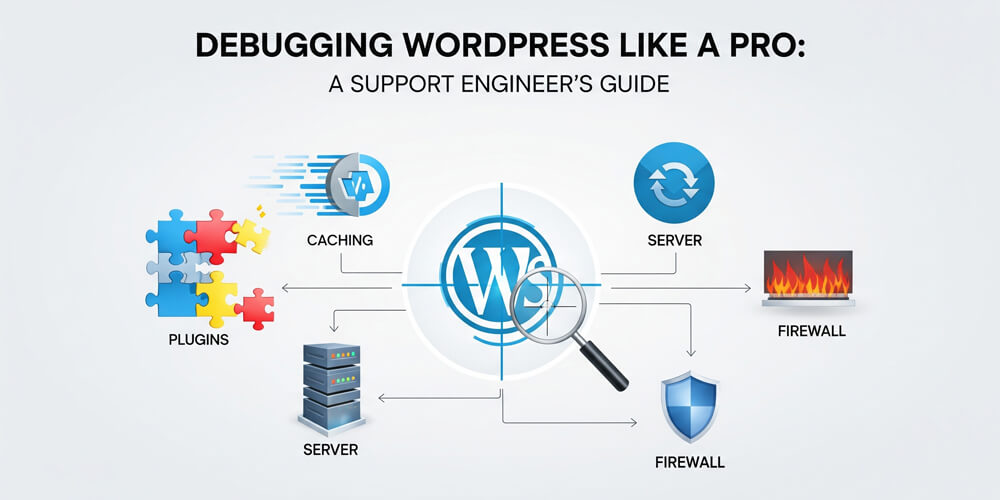 DEBUGGING WORDPRESS LIKE A PRO:
A SUPPORT ENGINEER'S GUIDE
CACHING
SERVER
PLUGINS
FIREWALL
SERVER
FIREWALL